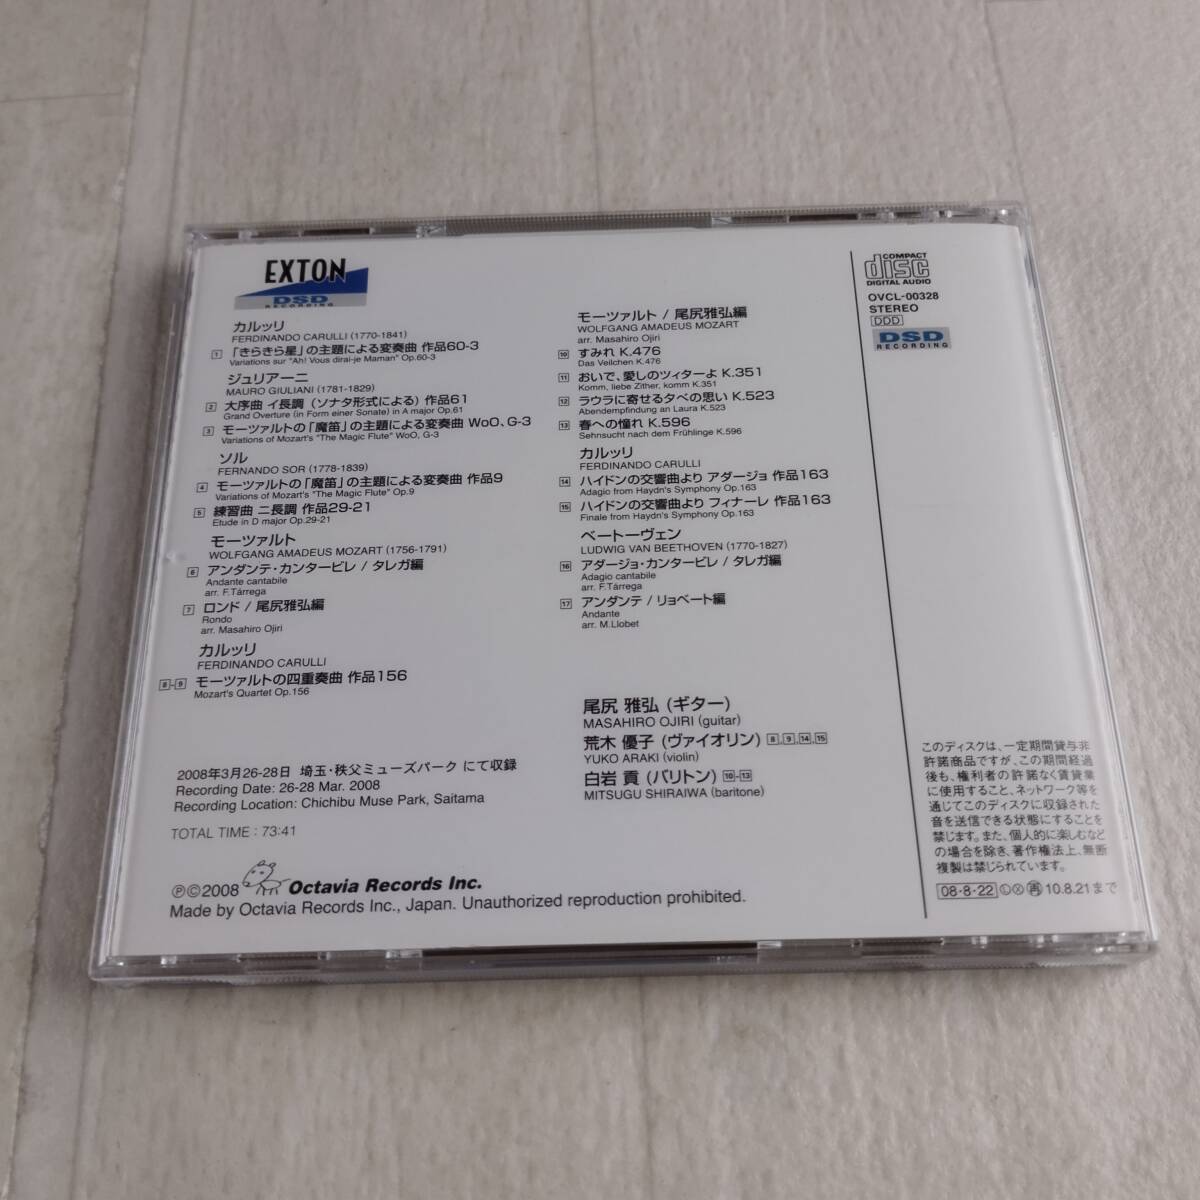 EXTON
DSD
RECORDING
カルッリ
FERDINANDO CARULLI (1770-1841)
1 「きらきら星」の主題による変奏曲 作品60-3
Variations sur "Ah! Vous dirai-je Maman" Op.60-3
ジュリアーニ
MAURO GIULIANI (1781-1829)
2 大序曲 イ長調 (ソナタ形式による) 作品61
Grand Overture (in Form einer Sonate) in A major Op.61
3 モーツァルトの「魔笛」の主題による変奏曲 WoO、G-3
Variations of Mozart's "The Magic Flute" WoO, G-3
ソル
FERNANDO SOR (1778-1839)
4 モーツァルトの「魔笛」の主題による変奏曲 作品9
Variations of Mozart's "The Magic Flute" Op.9
5 練習曲 ニ長調 作品29-21
Etude in D major Op.29-21
モーツァルト
WOLFGANG AMADEUS MOZART (1756-1791)
6 アンダンテ・カンタービレ / タレガ編
Andante cantabile
arr. F.Tárrega
7 ロンド / 尾尻雅弘編
Rondo
arr. Masahiro Ojiri
カルッリ
FERDINANDO CARULLI
8-9 モーツァルトの四重奏曲 作品156
Mozart's Quartet Op.156
2008年3月26-28日 埼玉・秩父ミューズパーク にて収録
Recording Date: 26-28 Mar. 2008
Recording Location: Chichibu Muse Park, Saitama
TOTAL TIME : 73:41
Ⓟ©2008 Octavia Records Inc.
Made by Octavia Records Inc., Japan. Unauthorized reproduction prohibited.
モーツァルト / 尾尻雅弘編
WOLFGANG AMADEUS MOZART
arr. Masahiro Ojiri
10 すみれ K.476
Das Veilchen K.476
11 おいで、愛しのツィターよ K.351
Komm, liebe Zither, komm K.351
12 ラウラに寄せる夕べの思い K.523
Abendempfindung an Laura K.523
13 春への憧れ K.596
Sehnsucht nach dem Frühlinge K.596
カルッリ
FERDINANDO CARULLI
14 ハイドンの交響曲より アダージョ 作品163
Adagio from Haydn's Symphony Op.163
15 ハイドンの交響曲より フィナーレ 作品163
Finale from Haydn's Symphony Op.163
ベートーヴェン
LUDWIG VAN BEETHOVEN (1770-1827)
16 アダージョ・カンタービレ / タレガ編
Adagio cantabile
arr. F.Tárrega
17 アンダンテ / リョベート編
Andante
arr. M.Llobet
尾尻 雅弘 (ギター)
MASAHIRO OJIRI (guitar)
荒木 優子 (ヴァイオリン) 8,9,14,15
YUKO ARAKI (violin)
白岩 貢 (バリトン) 10-13
MITSUGU SHIRAIWA (baritone)
COMPACT
disc
DIGITAL AUDIO
OVCL-00328
STEREO
DDD
DSD
RECORDING
このディスクは、一定期間貸与非
許諾商品ですが、この期間経過
後も、権利者の許諾なく賃貸業
に使用すること、ネットワーク等を
通じてこのディスクに収録された
音を送信できる状態にすることを
禁じます。また、個人的に楽しむなど
の場合を除き、著作権法上、無断
複製は禁じられています。
08-8-22 Ⓛ Ⓧ 再 10.8.21まで